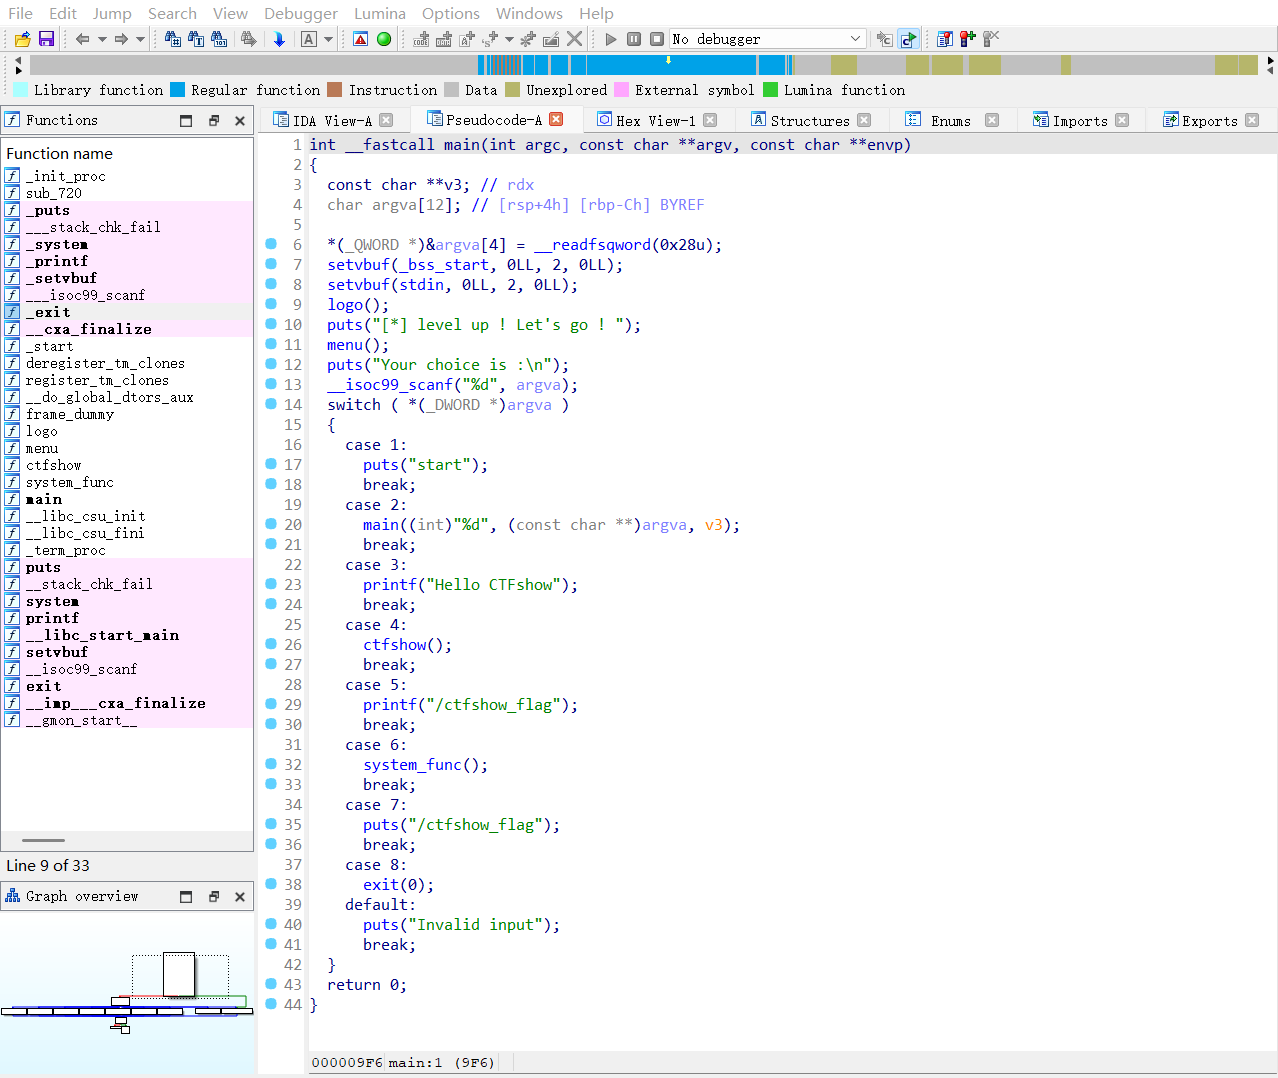 File Edit Jump Search View Debugger Lumina Options Windows Help
No debugger
Library function Regular function Instruction Data Unexplored External symbol Lumina function
Functions
Function name
_init_proc
sub_720
_puts
___stack_chk_fail
_system
_printf
_setvbuf
___isoc99_scanf
_exit
__cxa_finalize
_start
deregister_tm_clones
register_tm_clones
__do_global_dtors_aux
frame_dummy
logo
menu
ctfshow
system_func
main
__libc_csu_init
__libc_csu_fini
_term_proc
puts
__stack_chk_fail
system
printf
__libc_start_main
setvbuf
__isoc99_scanf
exit
__imp___cxa_finalize
__gmon_start__
Line 9 of 33
Graph overview
IDA View-A Pseudocode-A Hex View-1 Structures Enums Imports Exports
1 int __fastcall main(int argc, const char **argv, const char **envp)
2 {
3 const char **v3; // rdx
4 char argva[12]; // [rsp+4h] [rbp-Ch] BYREF
5
6 *(_QWORD *)&argva[4] = __readfsqword(0x28u);
7 setvbuf(_bss_start, 0LL, 2, 0LL);
8 setvbuf(stdin, 0LL, 2, 0LL);
9 logo();
10 puts("[*] level up ! Let's go ! ");
11 menu();
12 puts("Your choice is :\n");
13 __isoc99_scanf("%d", argva);
14 switch ( *(_DWORD *)argva )
15 {
16 case 1:
17 puts("start");
18 break;
19 case 2:
20 main((int)"%d", (const char **)argva, v3);
21 break;
22 case 3:
23 printf("Hello CTFshow");
24 break;
25 case 4:
26 ctfshow();
27 break;
28 case 5:
29 printf("/ctfshow_flag");
30 break;
31 case 6:
32 system_func();
33 break;
34 case 7:
35 puts("/ctfshow_flag");
36 break;
37 case 8:
38 exit(0);
39 default:
40 puts("Invalid input");
41 break;
42 }
43 return 0;
44 }
000009F6 main:1 (9F6)